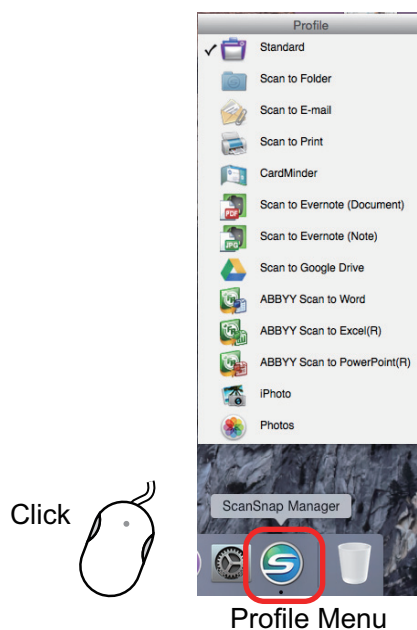 Profile
Standard
Scan to Folder
Scan to E-mail
Scan to Print
CardMinder
Scan to Evernote (Document)
PDF
Scan to Evernote (Note)
JPG
Scan to Google Drive
ABBYY Scan to Word
ABBYY Scan to Excel(R)
ABBYY Scan to PowerPoint(R)
iPhoto
Photos
ScanSnap Manager
Click
Profile Menu